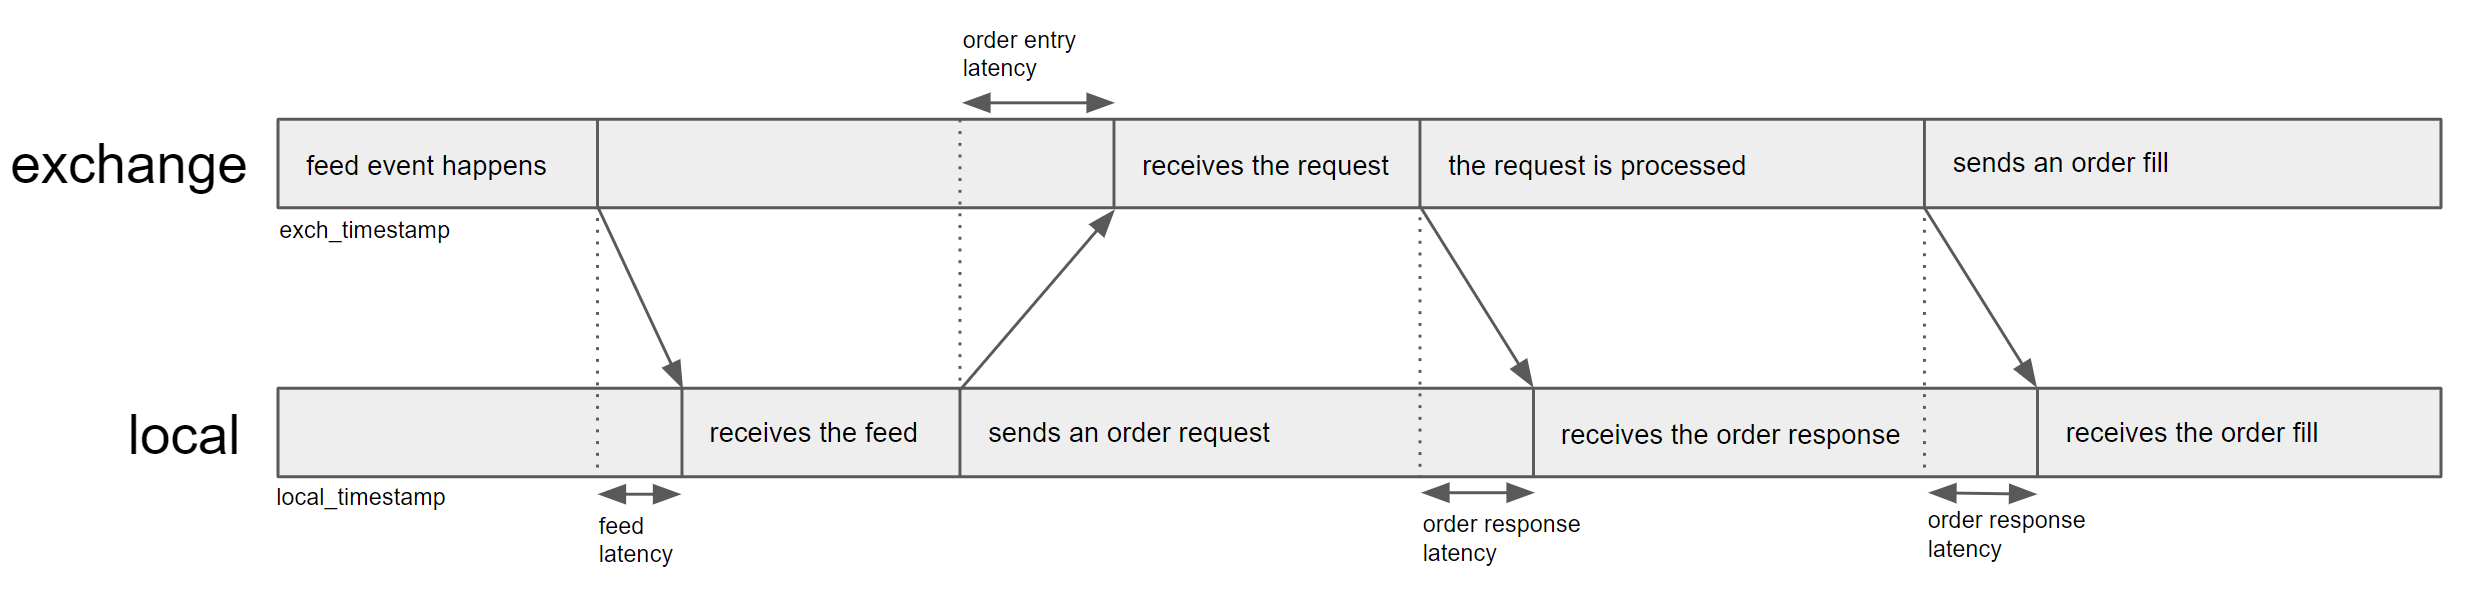 order entry
latency
exchange
feed event happens
receives the request
the request is processed
sends an order fill
exch_timestamp
local
receives the feed
sends an order request
receives the order response
receives the order fill
local_timestamp
feed
latency
order response
latency
order response
latency